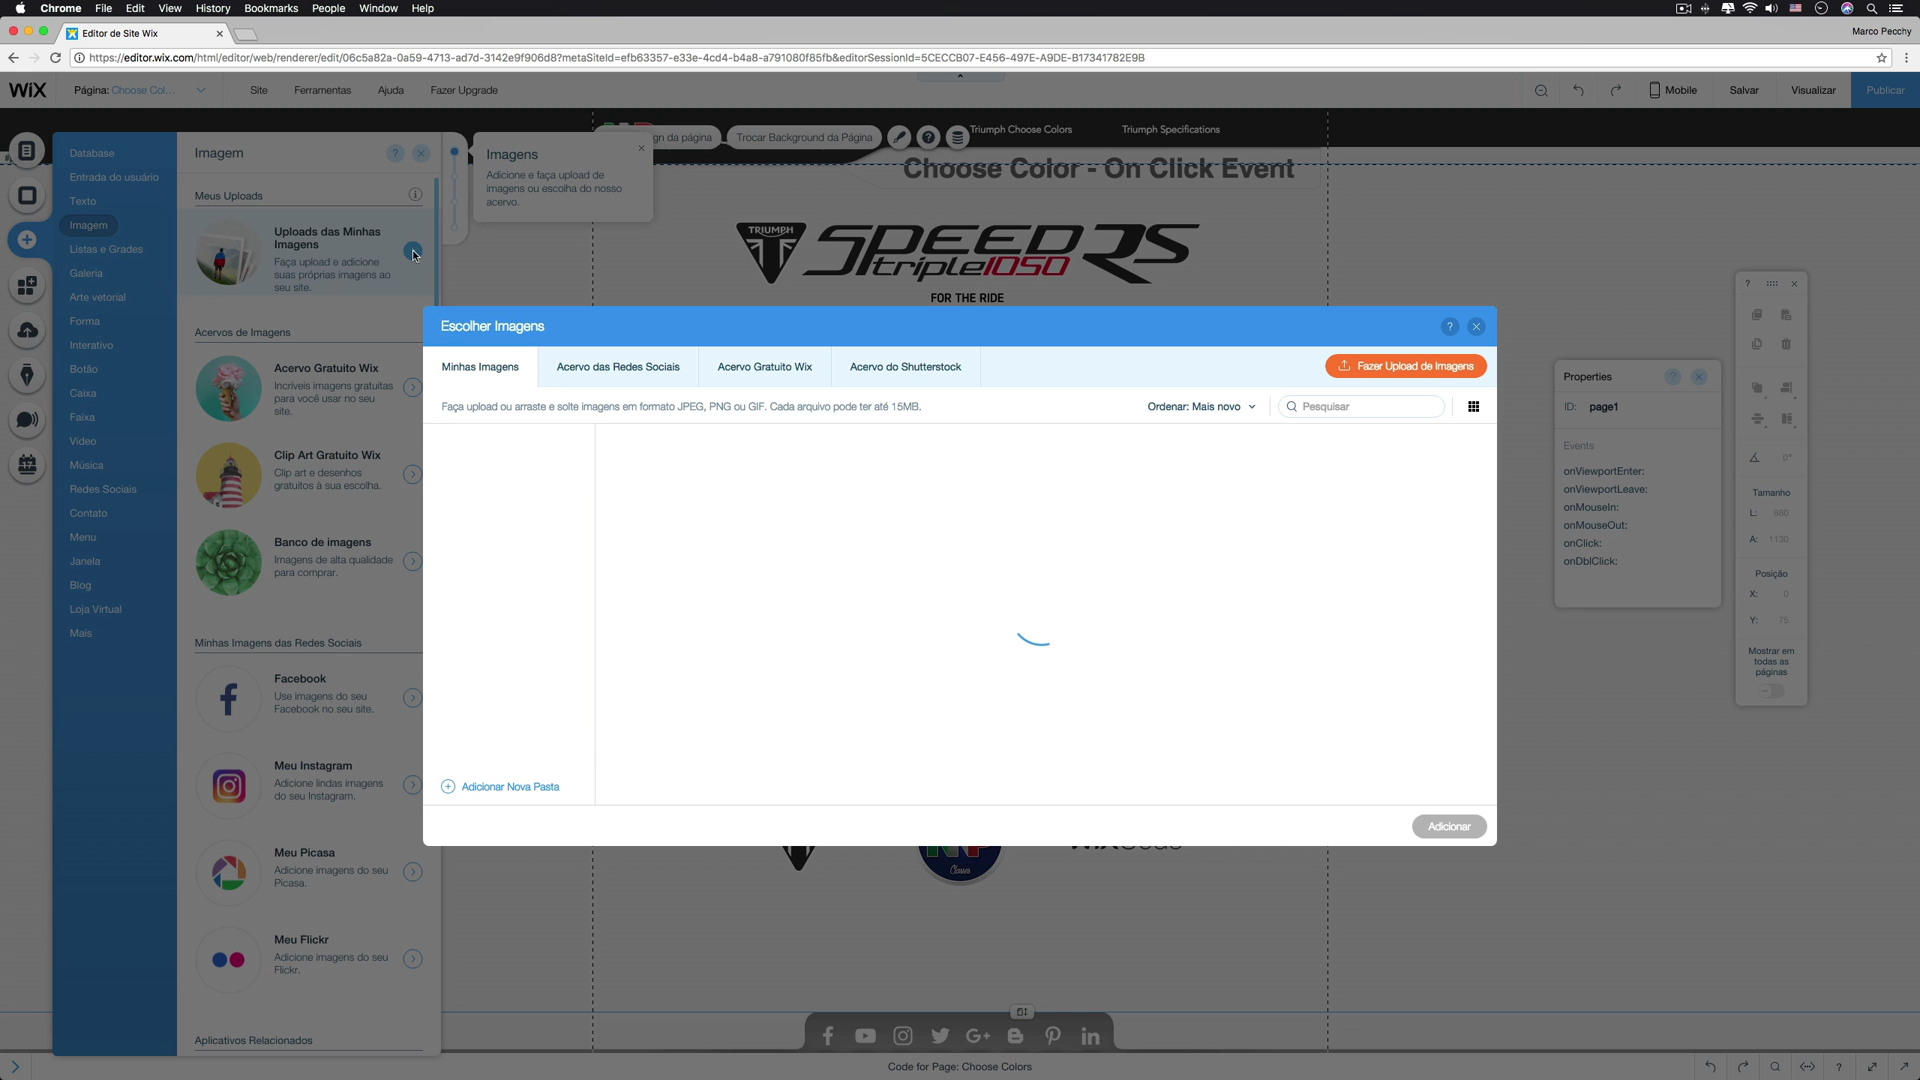 Chrome File Edit View History Bookmarks People Window Help
Editor de Site Wix
Marco Pecchy
https://editor.wix.com/html/editor/web/renderer/edit/06c5a82a-0a59-4713-ad7d-3142e9f906d8?metaSiteId=efb63357-e33e-4cd4-b4a8-a791080f85fb&editorSessionId=5CECCB07-E456-497E-A9DE-B17341782E9B
WiX Página: Choose Col... Site Ferramentas Ajuda Fazer Upgrade Mobile Salvar Visualizar Publicar
gn da página Trocar Background da Página Triumph Choose Colors Triumph Specifications
Choose Color - On Click Event
TRIUMPH
SPEED RS
triple1050
FOR THE RIDE
Database
Entrada do usuário
Texto
Imagem
Listas e Grades
Galeria
Arte vetorial
Forma
Interativo
Botão
Caixa
Faixa
Vídeo
Música
Redes Sociais
Contato
Menu
Janela
Blog
Loja Virtual
Mais
Imagem
Meus Uploads
Uploads das Minhas
Imagens
Faça upload e adicione
suas próprias imagens ao
seu site.
Acervos de Imagens
Acervo Gratuito Wix
Incríveis imagens gratuitas
para você usar no seu
site.
Clip Art Gratuito Wix
Clip art e desenhos
gratuitos à sua escolha.
Banco de imagens
Imagens de alta qualidade
para comprar.
Minhas Imagens das Redes Sociais
Facebook
Use imagens do seu
Facebook no seu site.
Meu Instagram
Adicione lindas imagens
do seu Instagram.
Meu Picasa
Adicione imagens do seu
Picasa.
Meu Flickr
Adicione imagens do seu
Flickr.
Aplicativos Relacionados
Imagens
Adicione e faça upload de
imagens ou escolha do nosso
acervo.
Escolher Imagens
Minhas Imagens Acervo das Redes Sociais Acervo Gratuito Wix Acervo do Shutterstock Fazer Upload de Imagens
Faça upload ou arraste e solte imagens em formato JPEG, PNG ou GIF. Cada arquivo pode ter até 15MB. Ordenar: Mais novo Pesquisar
Adicionar Nova Pasta
Adicionar
Classes
Properties
ID: page1
Events
onViewportEnter:
onViewportLeave:
onMouseIn:
onMouseOut:
onClick:
onDblClick:
0°
Tamanho
L: 980
A: 1130
Posição
X: 0
Y: 75
Mostrar em
todas as
páginas
Code for Page: Choose Colors